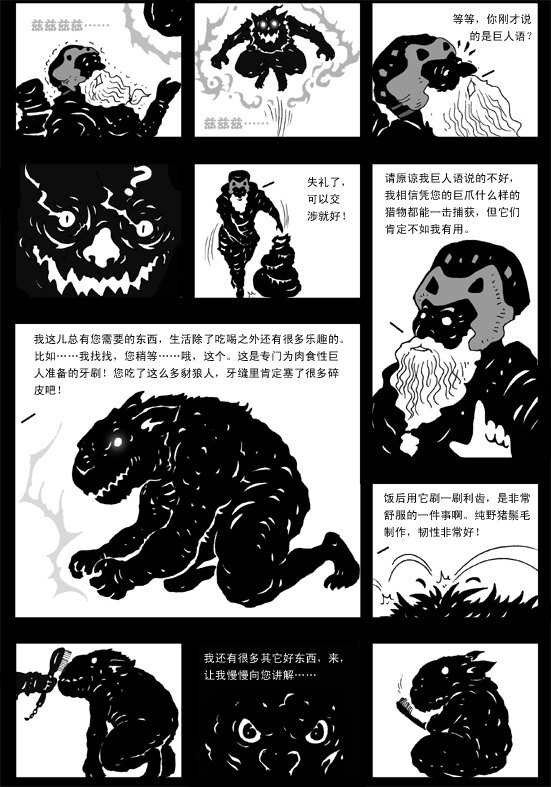 兹兹兹……
兹兹兹……
等等，你刚才说
的是巨人语？
?
失礼了，
可以交
涉就好！
请原谅我巨人语说的不好，
我相信凭您的巨爪什么样的
猎物都能一击捕获，但它们
肯定不如我有用。
我这儿总有您需要的东西，生活除了吃喝之外还有很多乐趣的。
比如……我找找，您稍等……哦，这个。这是专门为肉食性巨
人准备的牙刷！您吃了这么多豺狼人，牙缝里肯定塞了很多碎
皮吧！
饭后用它刷一刷利齿，是非常
舒服的一件事啊。纯野猪鬃毛
制作，韧性非常好！
我还有很多其它好东西，来，
让我慢慢向您讲解……